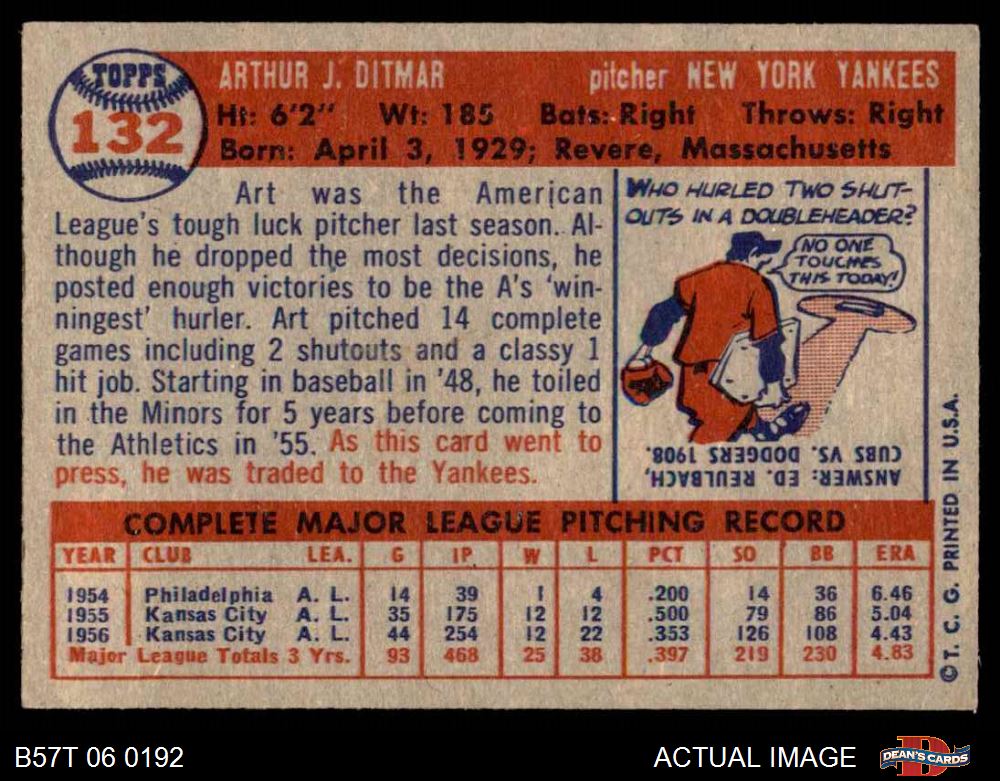 TOPPS
132
ARTHUR J. DITMAR pitcher NEW YORK YANKEES
Ht: 6'2" Wt: 185 Bats: Right Throws: Right
Born: April 3, 1929; Revere, Massachusetts
Art was the American
League's tough luck pitcher last season. Al-
though he dropped the most decisions, he
posted enough victories to be the A's 'win-
ningest' hurler. Art pitched 14 complete
games including 2 shutouts and a classy 1
hit job. Starting in baseball in '48, he toiled
in the Minors for 5 years before coming to
the Athletics in '55. As this card went to
press, he was traded to the Yankees.
WHO HURLED TWO SHUT-
OUTS IN A DOUBLEHEADER?
NO ONE
TOUCHES
THIS TODAY!
ANSWER: ED. REULBACH,
CUBS VS. DODGERS 1908.
COMPLETE MAJOR LEAGUE PITCHING RECORD
YEAR CLUB LEA. G IP W L PCT SO BB ERA
1954 Philadelphia A. L. 14 39 1 4 .200 14 36 6.46
1955 Kansas City A. L. 35 175 12 12 .500 79 86 5.04
1956 Kansas City A. L. 44 254 12 22 .353 126 108 4.43
Major League Totals 3 Yrs. 93 468 25 38 .397 219 230 4.83
©T. C. G. PRINTED IN U.S.A.
B57T 06 0192 ACTUAL IMAGE DEAN'S CARDS